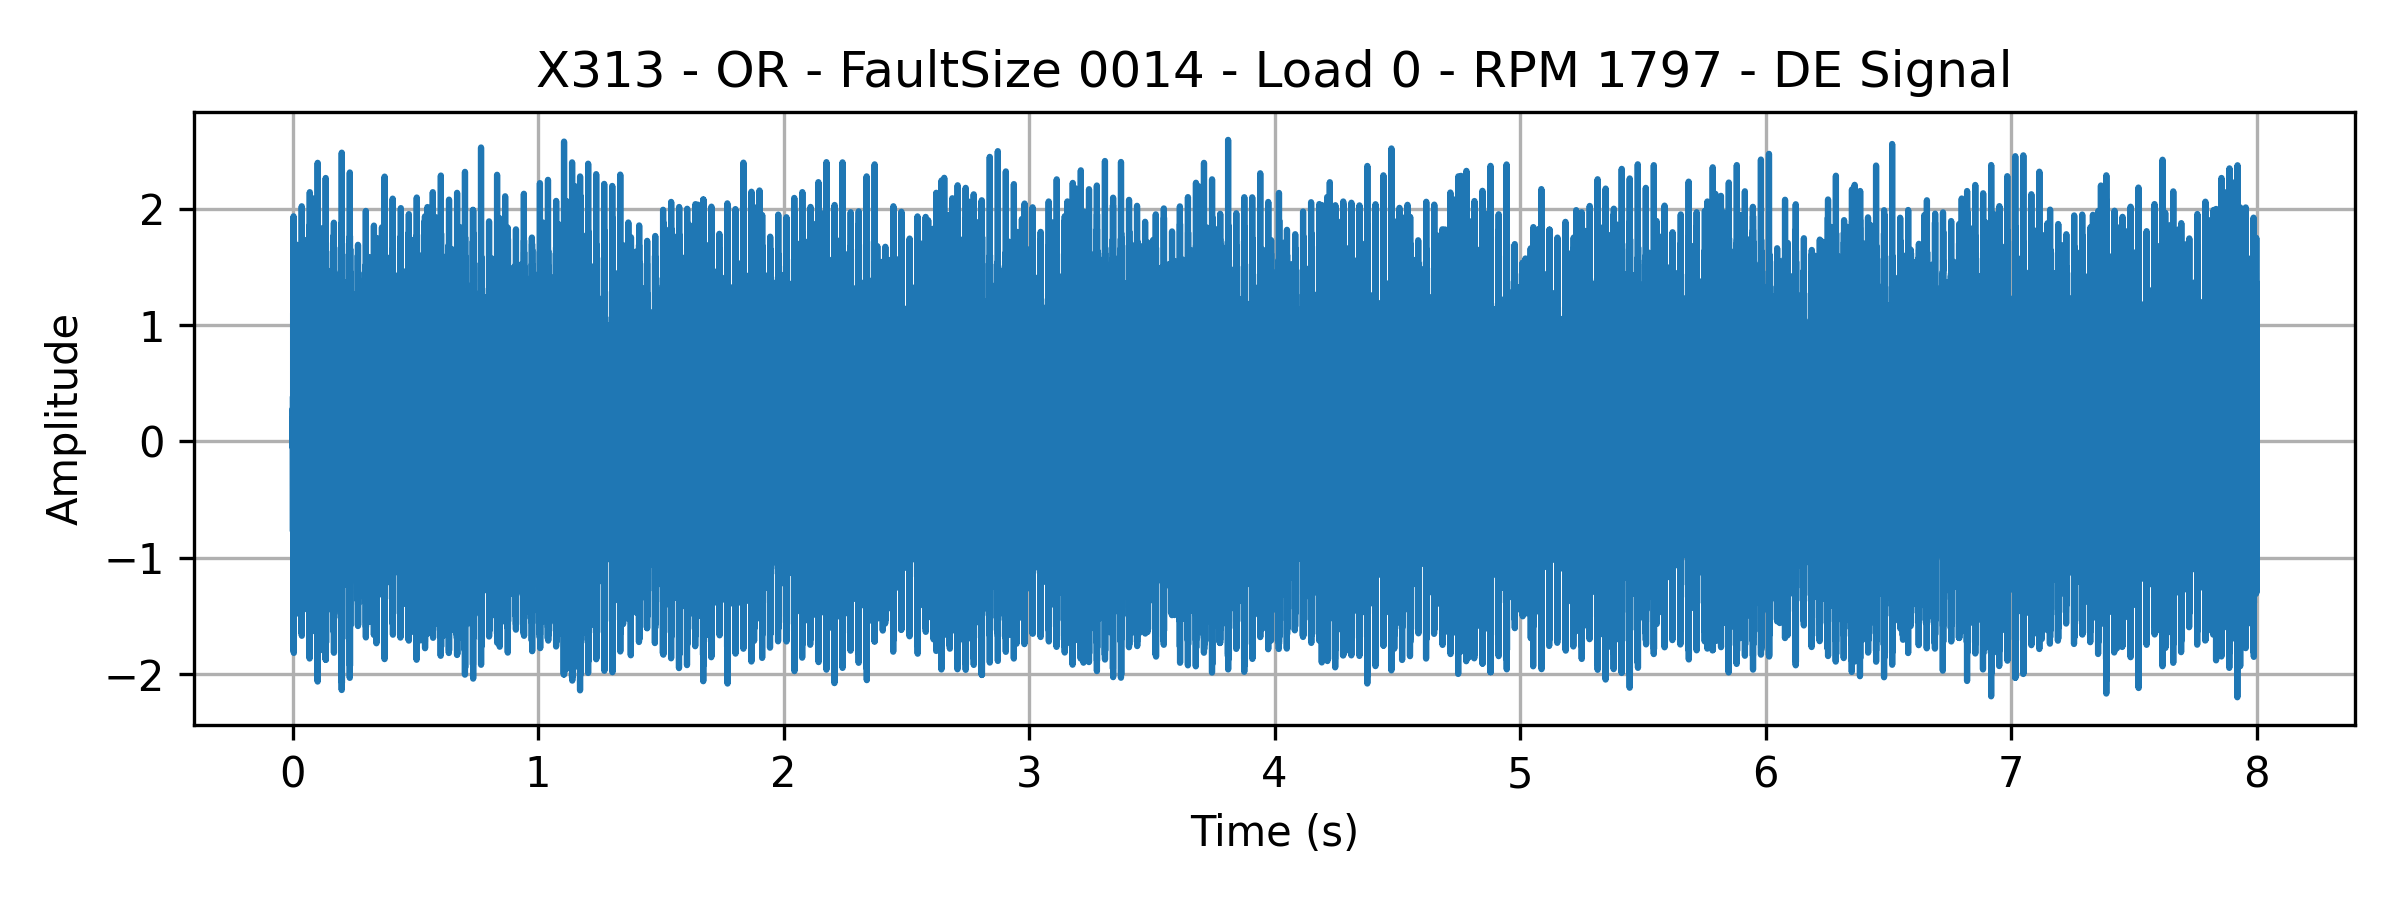 X313 - OR - FaultSize 0014 - Load 0 - RPM 1797 - DE Signal
Amplitude
2
1
0
−1
−2
0 1 2 3 4 5 6 7 8
Time (s)